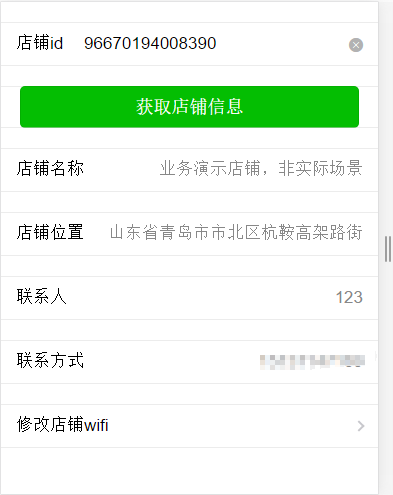 店铺id 96670194008390
获取店铺信息
店铺名称 业务演示店铺，非实际场景
店铺位置 山东省青岛市市北区杭鞍高架路街
联系人 123
联系方式
修改店铺wifi